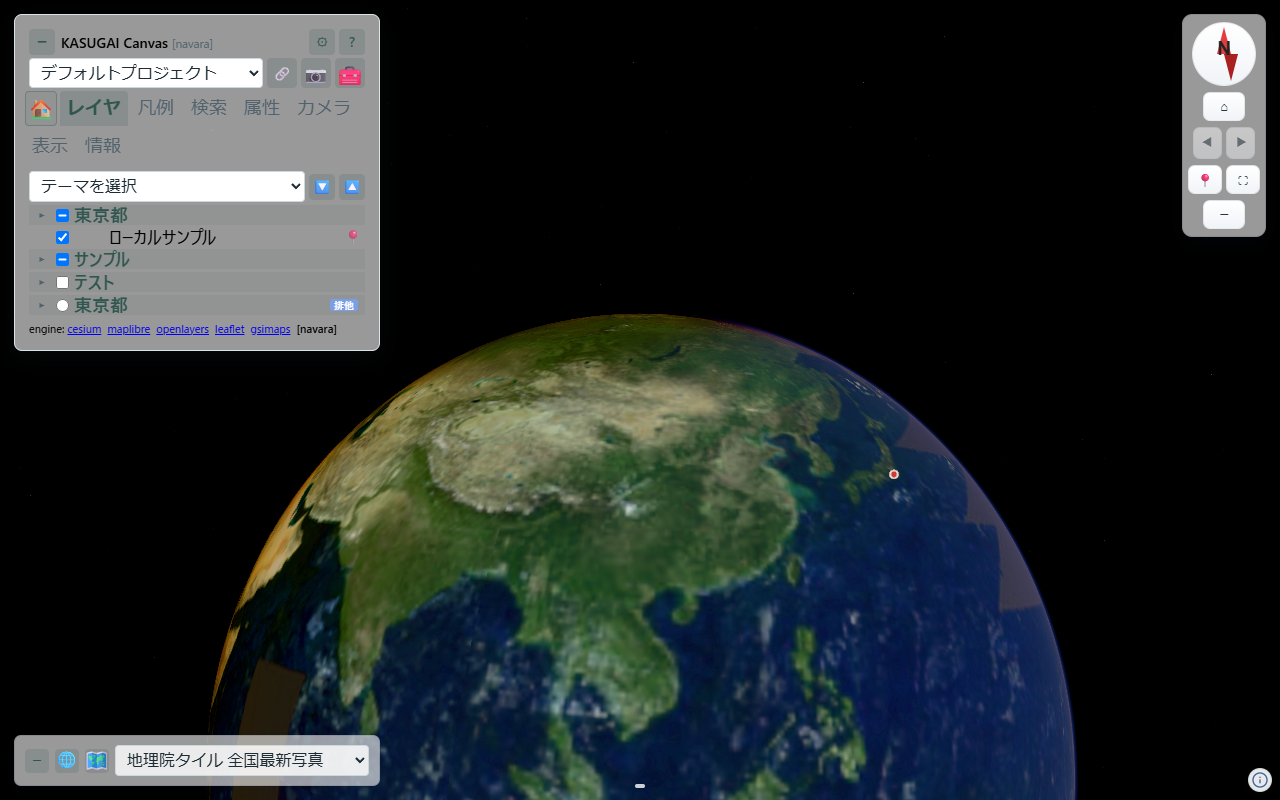 KASUGAI Canvas [navara]
?
デフォルトプロジェクト
レイヤ 凡例 検索 属性 カメラ
表示 情報
テーマを選択
東京都
ローカルサンプル
サンプル
テスト
東京都 排他
engine: cesium maplibre openlayers leaflet gsimaps [navara]
N
地理院タイル 全国最新写真